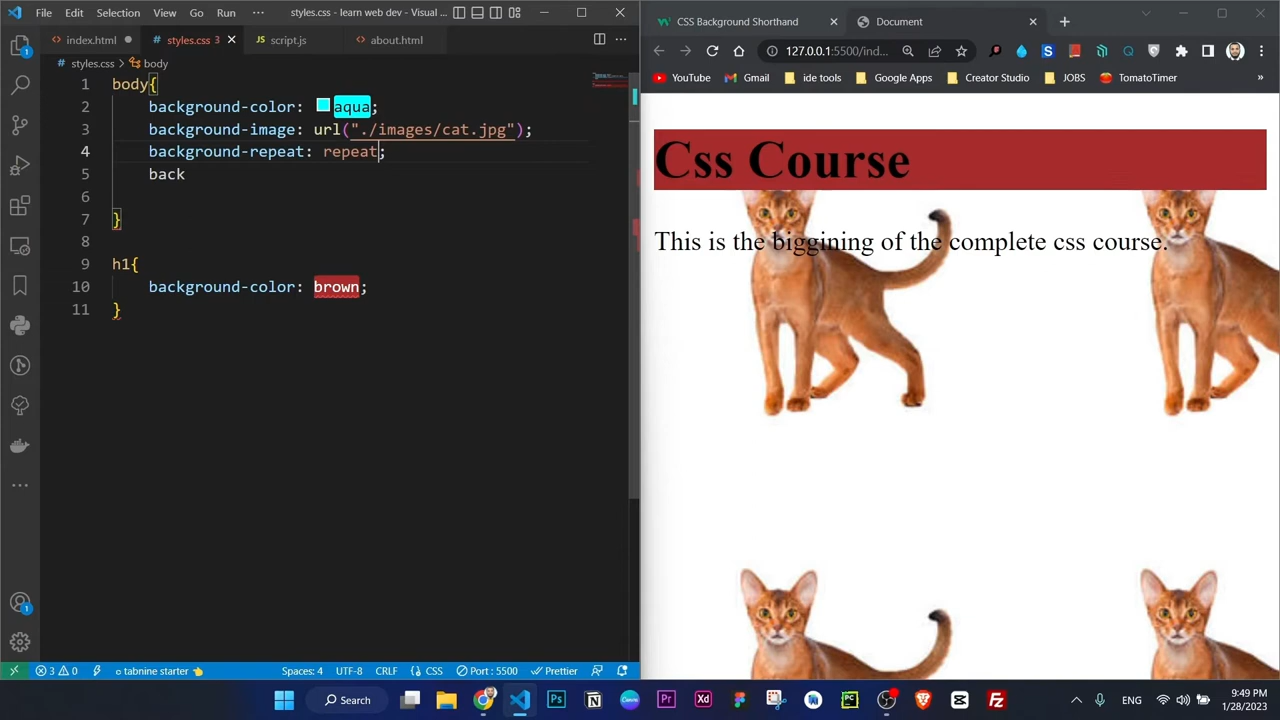 File Edit Selection View Go Run ··· styles.css - learn web dev - Visual ...
index.html styles.css 3 script.js about.html
# styles.css > body
1 body{
2 background-color: aqua;
3 background-image: url("./images/cat.jpg");
4 background-repeat: repeat;
5 back
6
7 }
8
9 h1{
10 background-color: brown;
11 }
3 0 tabnine starter Spaces: 4 UTF-8 CRLF {} CSS Port : 5500 Prettier
CSS Background Shorthand Document
127.0.0.1:5500/ind...
YouTube Gmail ide tools Google Apps Creator Studio JOBS TomatoTimer »
Css Course
This is the biggining of the complete css course.
Search
ENG
9:49 PM
1/28/2023